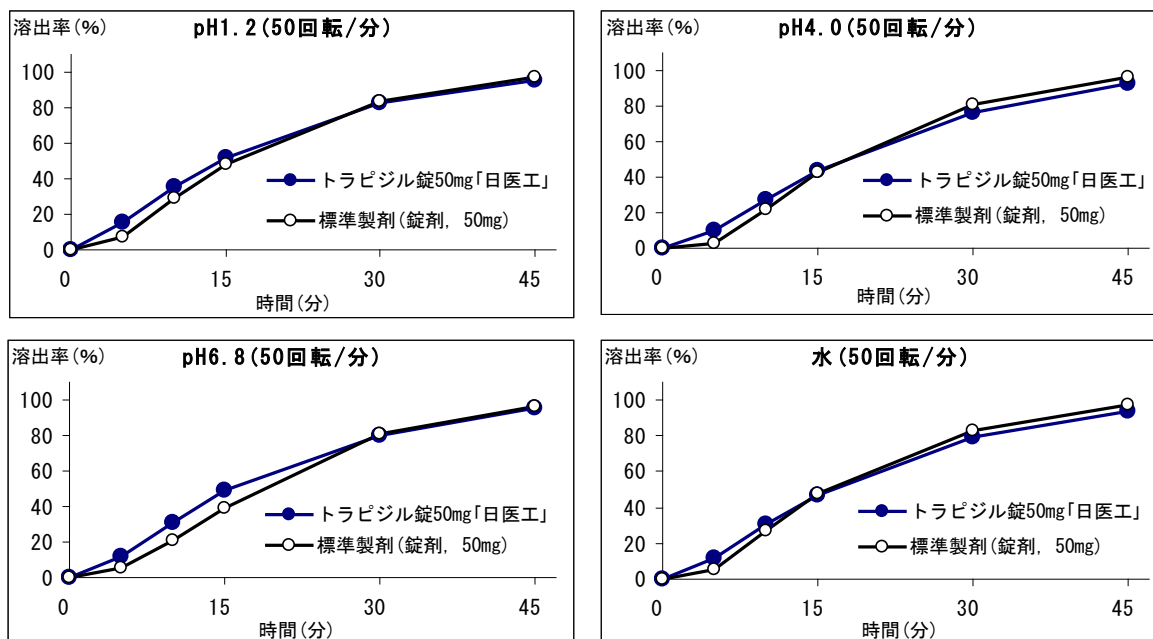 溶出率(%)
pH1.2(50回転/分)
100
80
60
40
20
0
トラピジル錠50mg「日医工」
標準製剤(錠剤, 50mg)
0 15 30 45
時間(分)
溶出率(%)
pH4.0(50回転/分)
100
80
60
40
20
0
トラピジル錠50mg「日医工」
標準製剤(錠剤, 50mg)
0 15 30 45
時間(分)
溶出率(%)
pH6.8(50回転/分)
100
80
60
40
20
0
トラピジル錠50mg「日医工」
標準製剤(錠剤, 50mg)
0 15 30 45
時間(分)
溶出率(%)
水(50回転/分)
100
80
60
40
20
0
トラピジル錠50mg「日医工」
標準製剤(錠剤, 50mg)
0 15 30 45
時間(分)